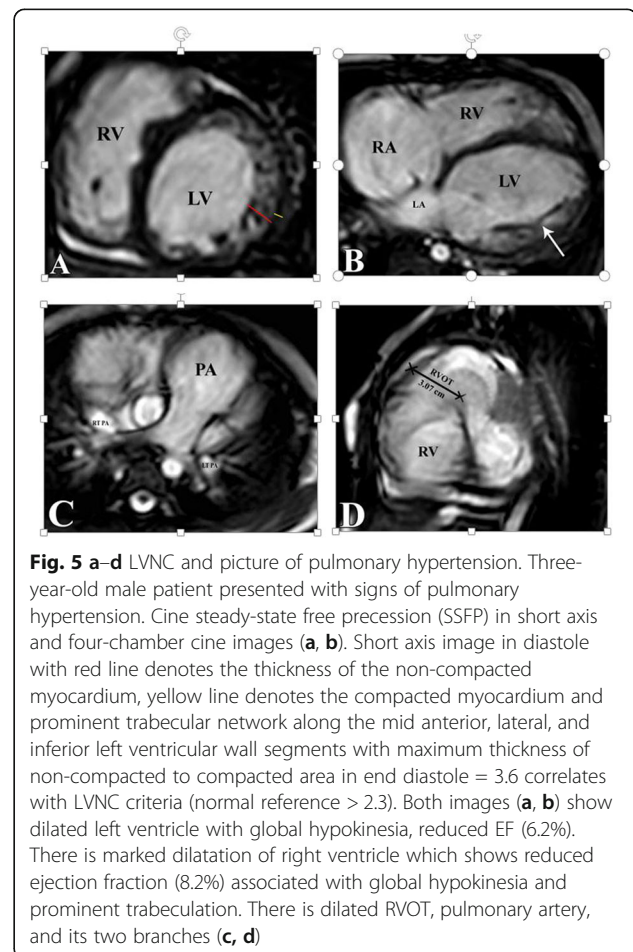 RV
LV
A
RV
RA
LV
LA
B
PA
RT PA
LT PA
C
RVOT
3.07 cm
RV
D
Fig. 5 a–d LVNC and picture of pulmonary hypertension. Three-
year-old male patient presented with signs of pulmonary
hypertension. Cine steady-state free precession (SSFP) in short axis
and four-chamber cine images (a, b). Short axis image in diastole
with red line denotes the thickness of the non-compacted
myocardium, yellow line denotes the compacted myocardium and
prominent trabecular network along the mid anterior, lateral, and
inferior left ventricular wall segments with maximum thickness of
non-compacted to compacted area in end diastole = 3.6 correlates
with LVNC criteria (normal reference > 2.3). Both images (a, b) show
dilated left ventricle with global hypokinesia, reduced EF (6.2%).
There is marked dilatation of right ventricle which shows reduced
ejection fraction (8.2%) associated with global hypokinesia and
prominent trabeculation. There is dilated RVOT, pulmonary artery,
and its two branches (c, d)